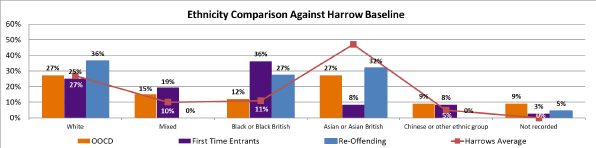 Ethnicity Comparison Against Harrow Baseline
60%
50%
40%
30%
20%
10%
0%
27% 25% 27% 36%
15% 19% 10% 0%
12% 36% 11% 27%
27% 8% 32%
9% 8% 5% 0%
9% 3% 5%
White Mixed Black or Black British Asian or Asian British Chinese or other ethnic group Not recorded
OOCD First Time Entrants Re-Offending Harrows Average